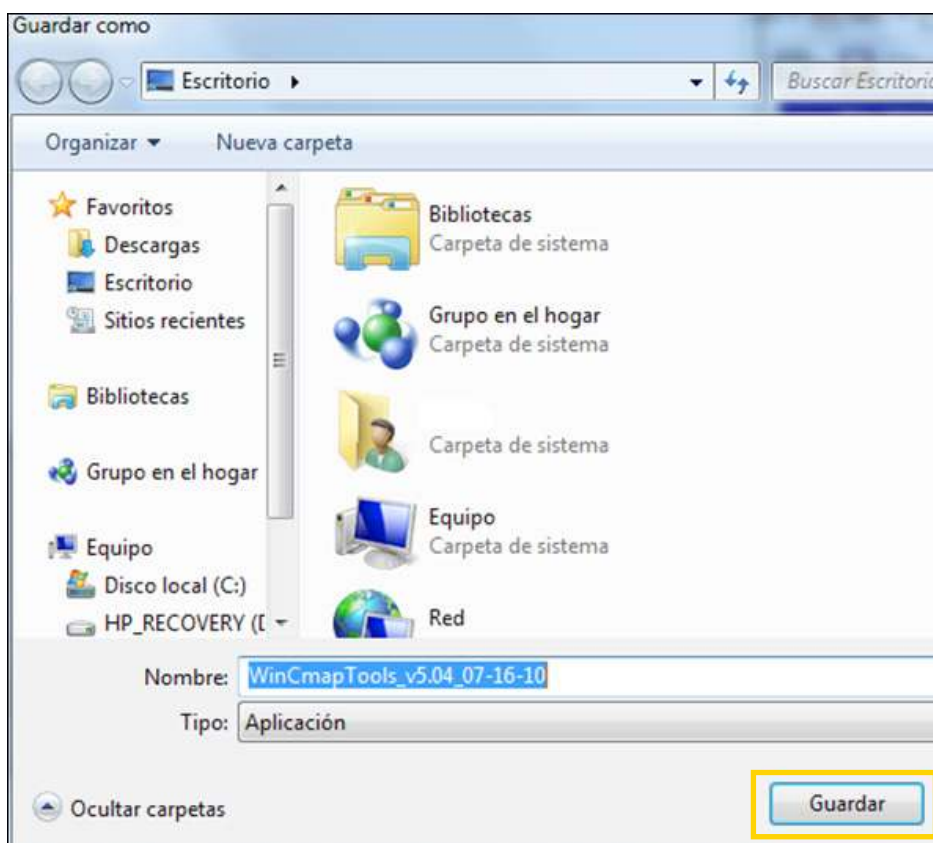 Guardar como
Escritorio
Buscar Escritorio
Organizar
Nueva carpeta
Favoritos
Descargas
Escritorio
Sitios recientes
Bibliotecas
Grupo en el hogar
Equipo
Disco local (C:)
HP_RECOVERY (
Bibliotecas
Carpeta de sistema
Grupo en el hogar
Carpeta de sistema
Carpeta de sistema
Equipo
Carpeta de sistema
Red
Nombre: WinCmapTools_v5.04_07-16-10
Tipo: Aplicación
Ocultar carpetas
Guardar